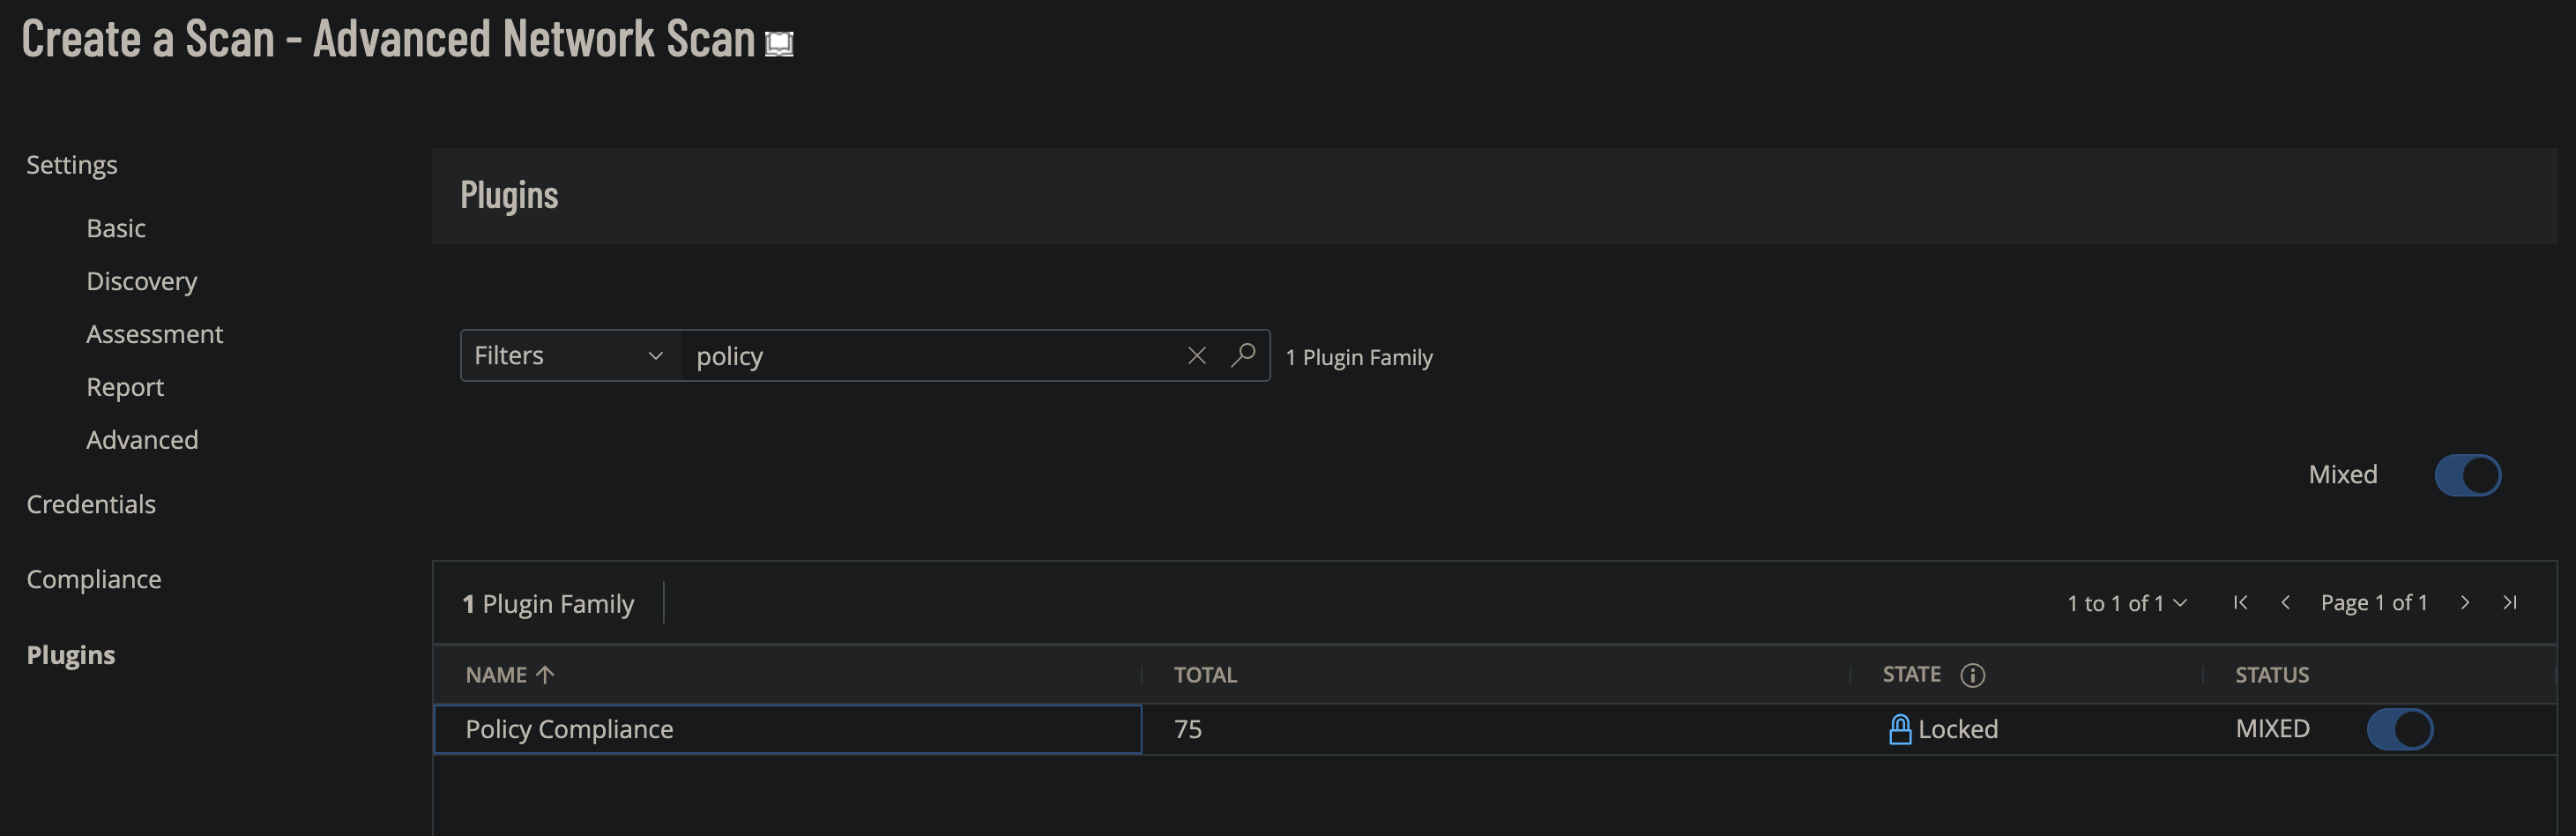 Create a Scan - Advanced Network Scan
Settings
Basic
Discovery
Assessment
Report
Advanced
Credentials
Compliance
Plugins
Plugins
Filters policy 1 Plugin Family
Mixed
1 Plugin Family 1 to 1 of 1 Page 1 of 1
NAME TOTAL STATE STATUS
Policy Compliance 75 Locked MIXED